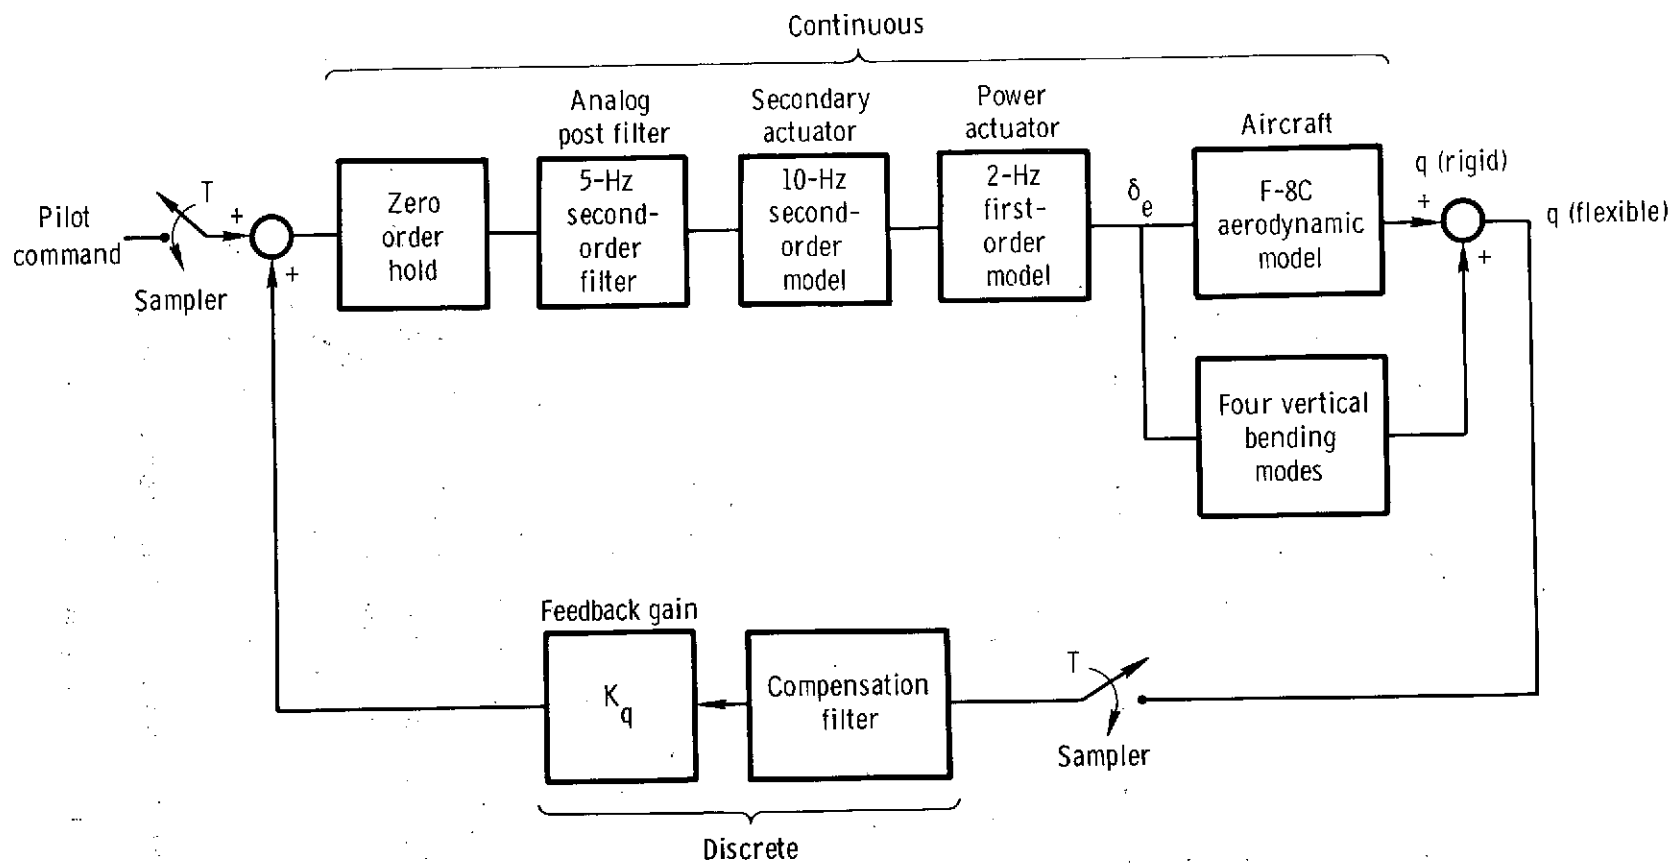 Continuous
Analog
post filter
Secondary
actuator
Power
actuator
Aircraft
Pilot
command
T
Sampler
+
+
Zero
order
hold
5-Hz
second-
order
filter
10-Hz
second-
order
model
2-Hz
first-
order
model
δe
F-8C
aerodynamic
model
q (rigid)
+
+
q (flexible)
Four vertical
bending
modes
Feedback gain
Kq
Compensation
filter
T
Sampler
Discrete